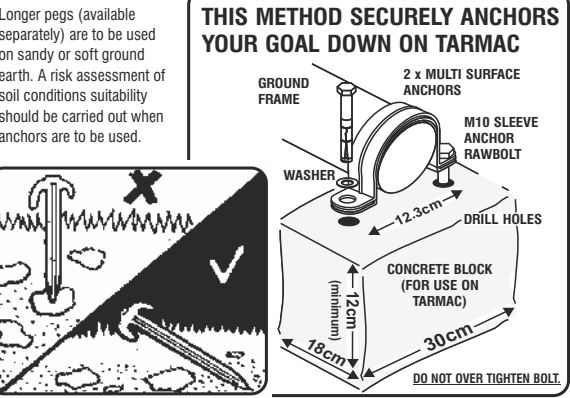 Longer pegs (available
separately) are to be used
on sandy or soft ground
earth. A risk assessment of
soil conditions suitability
should be carried out when
anchors are to be used.
THIS METHOD SECURELY ANCHORS
YOUR GOAL DOWN ON TARMAC
GROUND
FRAME
2 x MULTI SURFACE
ANCHORS
M10 SLEEVE
ANCHOR
RAWBOLT
WASHER
12.3cm
DRILL HOLES
CONCRETE BLOCK
(FOR USE ON
TARMAC)
12cm
(minimum)
18cm
30cm
DO NOT OVER TIGHTEN BOLT.